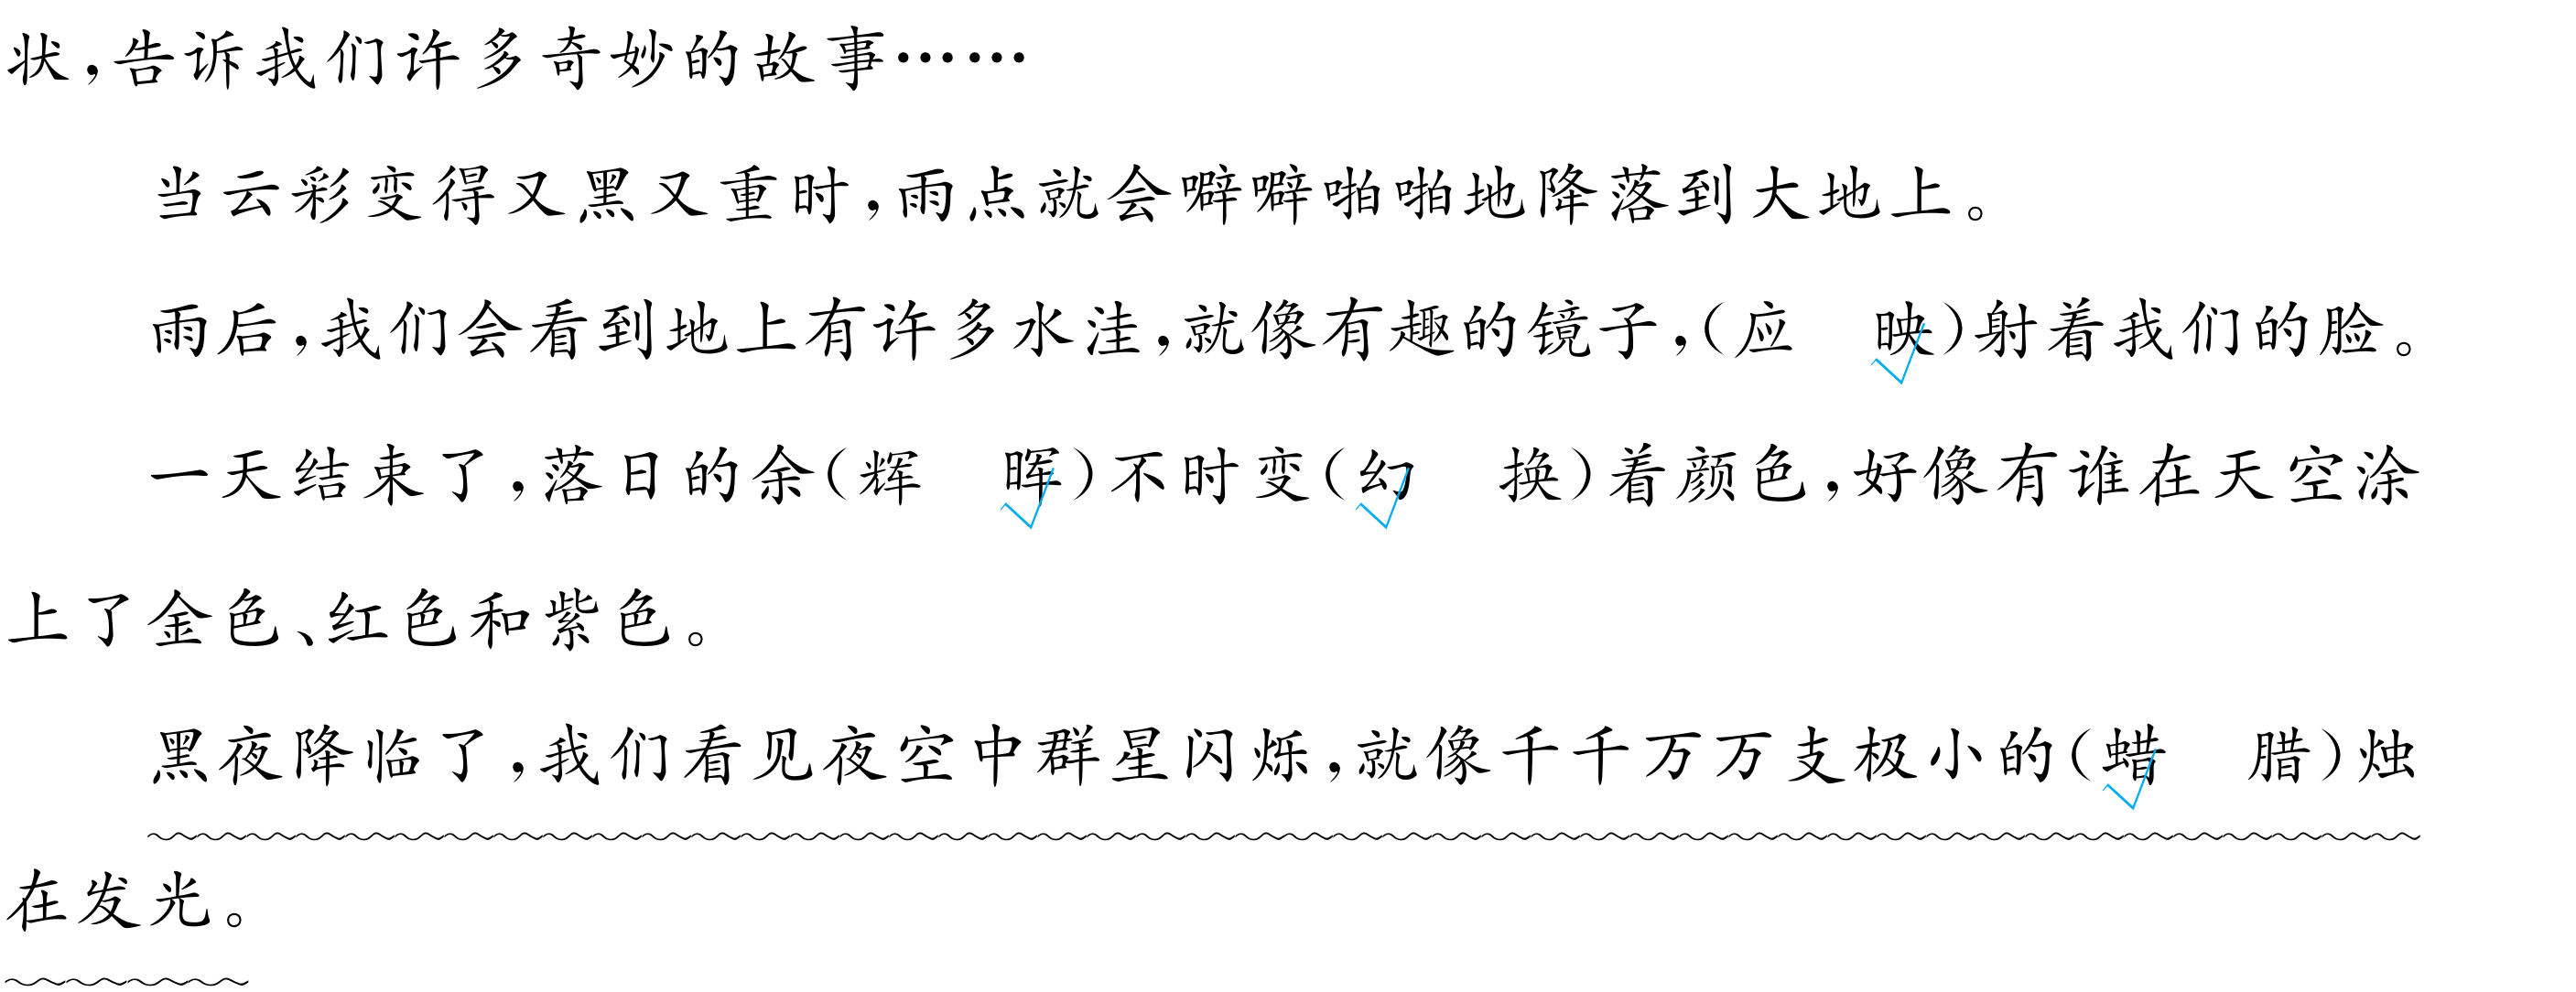 状,告诉我们许多奇妙的故事……
当云彩变得又黑又重时,雨点就会噼噼啪啪地降落到大地上。
雨后,我们会看到地上有许多水洼,就像有趣的镜子,(应　映)射着我们的脸。
一天结束了,落日的余(辉　晖)不时变(幻　换)着颜色,好像有谁在天空涂
上了金色、红色和紫色。
黑夜降临了,我们看见夜空中群星闪烁,就像千千万万支极小的(蜡　腊)烛
在发光。